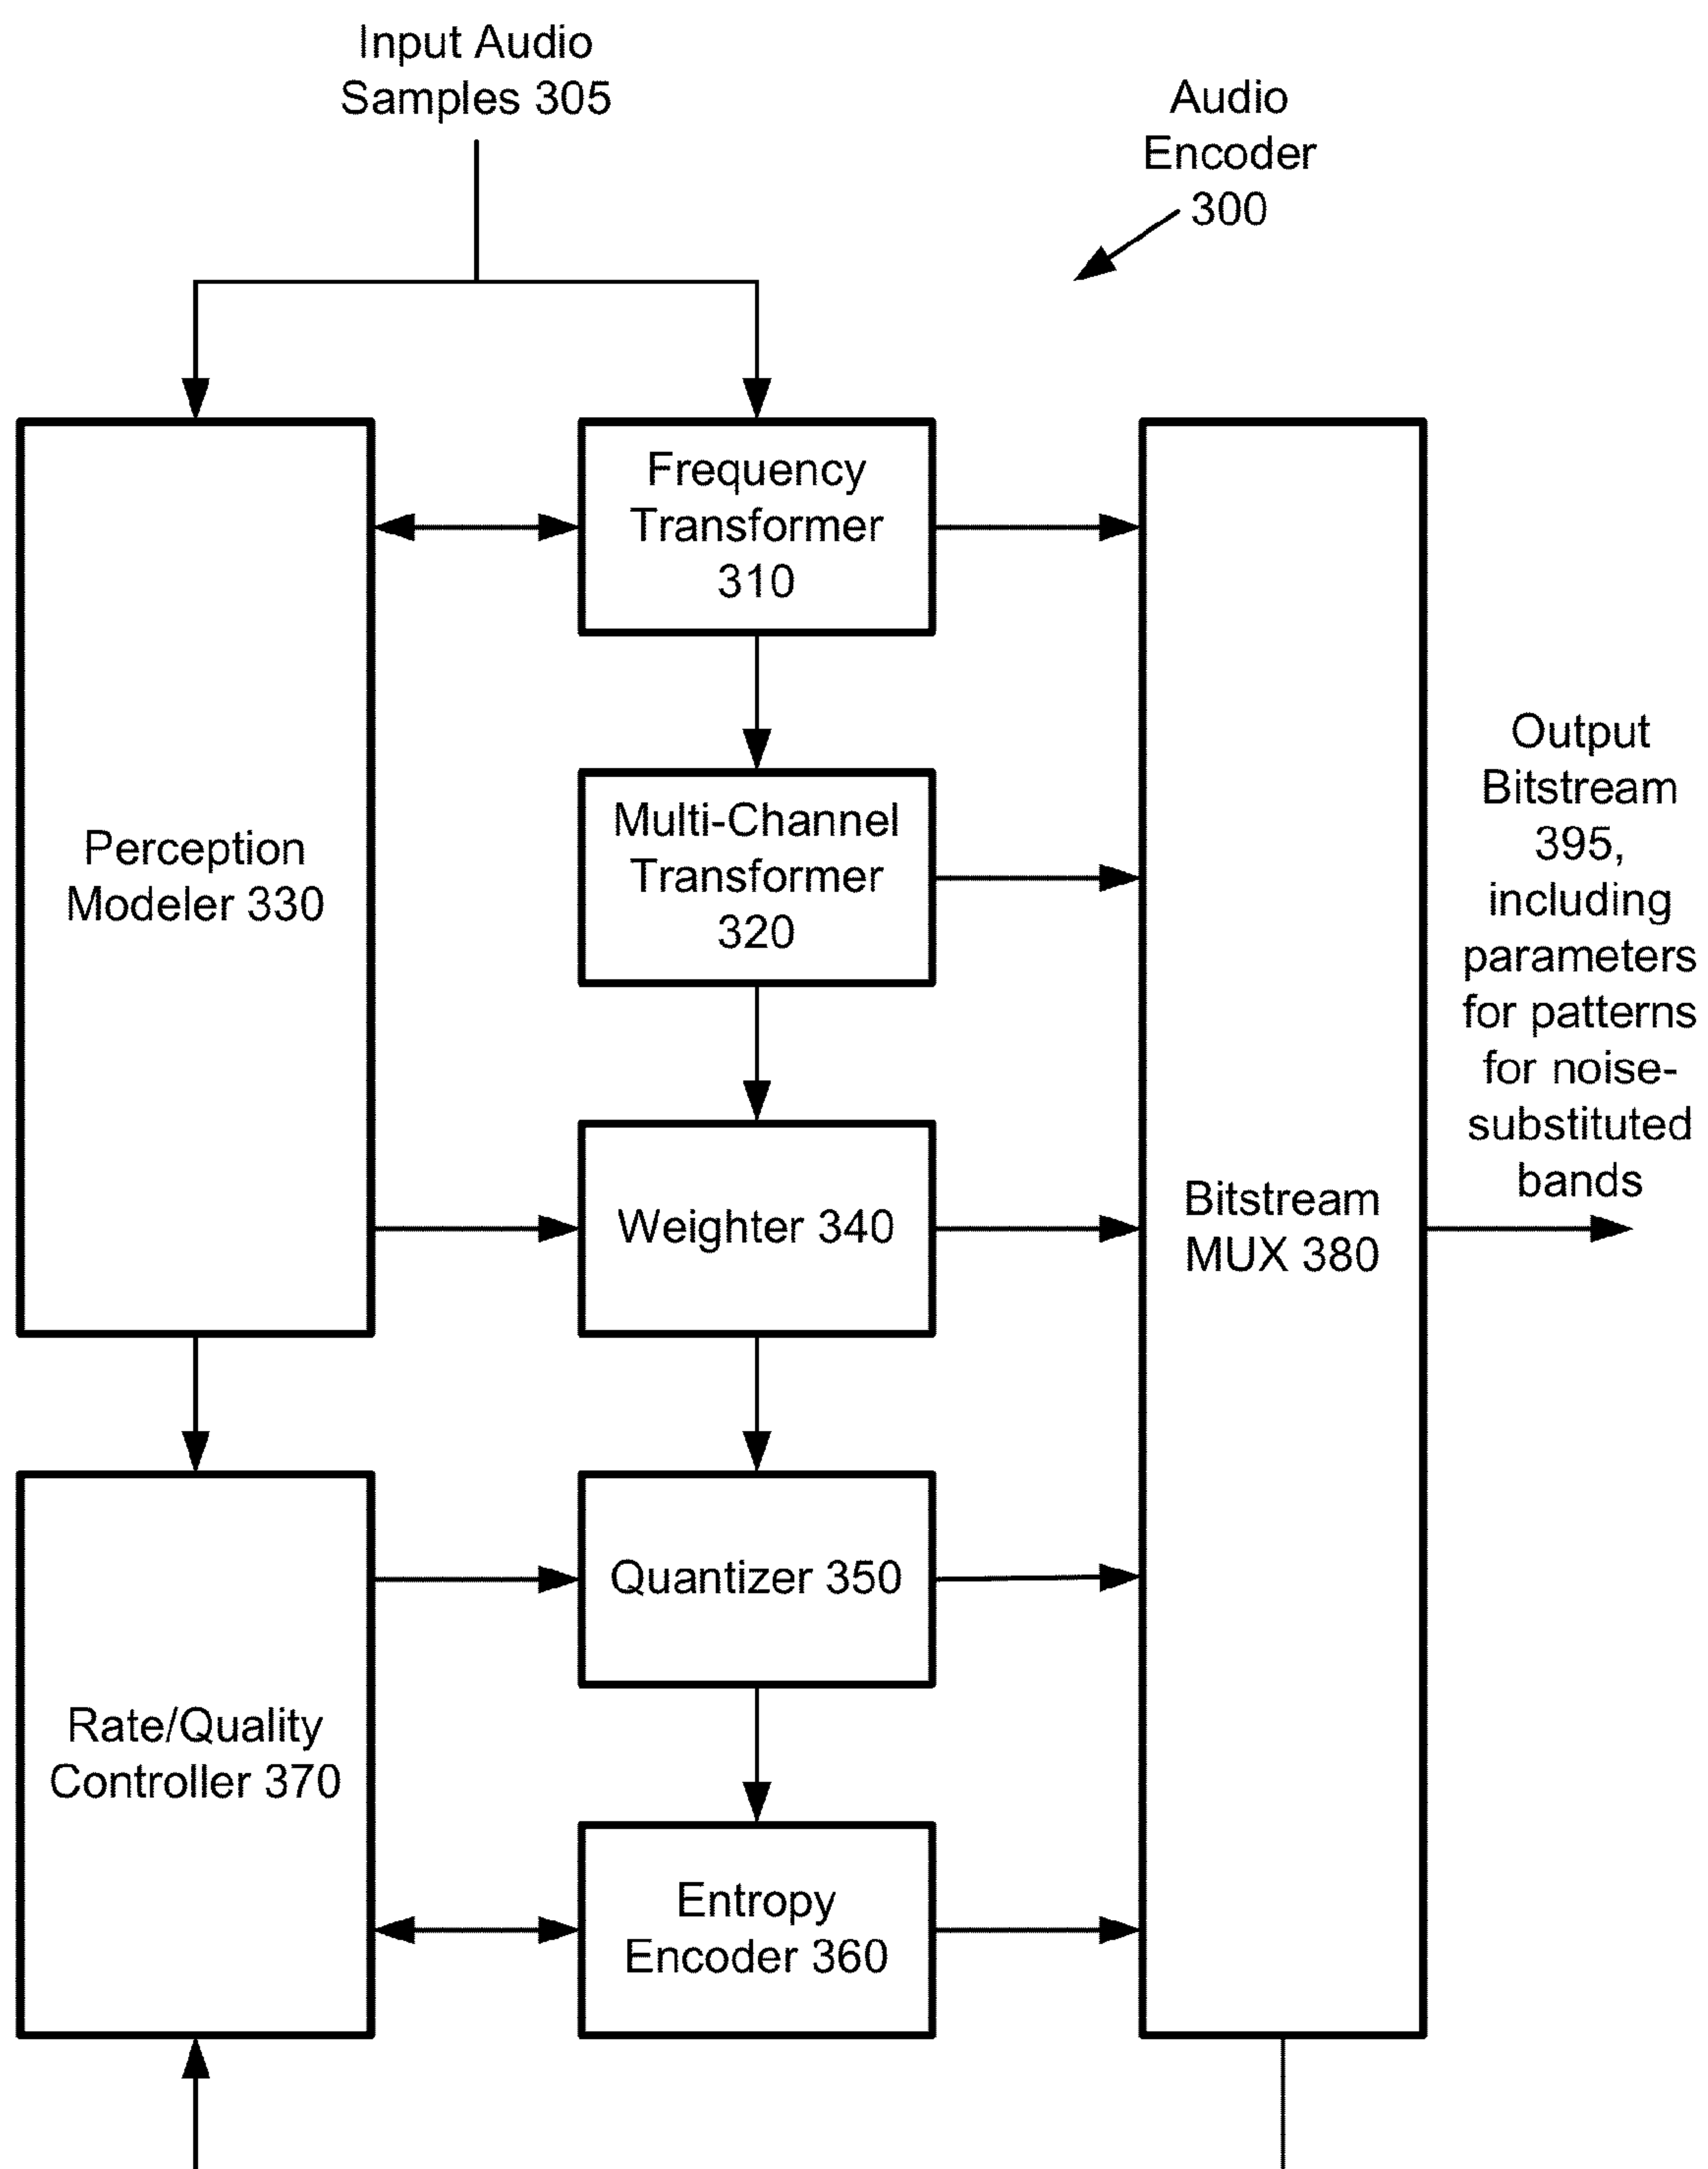 Input Audio
Samples 305
Audio
Encoder
300
Frequency
Transformer
310
Multi-Channel
Transformer
320
Perception
Modeler 330
Weighter 340
Bitstream
MUX 380
Output
Bitstream
395,
including
parameters
for patterns
for noise-
substituted
bands
Quantizer 350
Rate/Quality
Controller 370
Entropy
Encoder 360